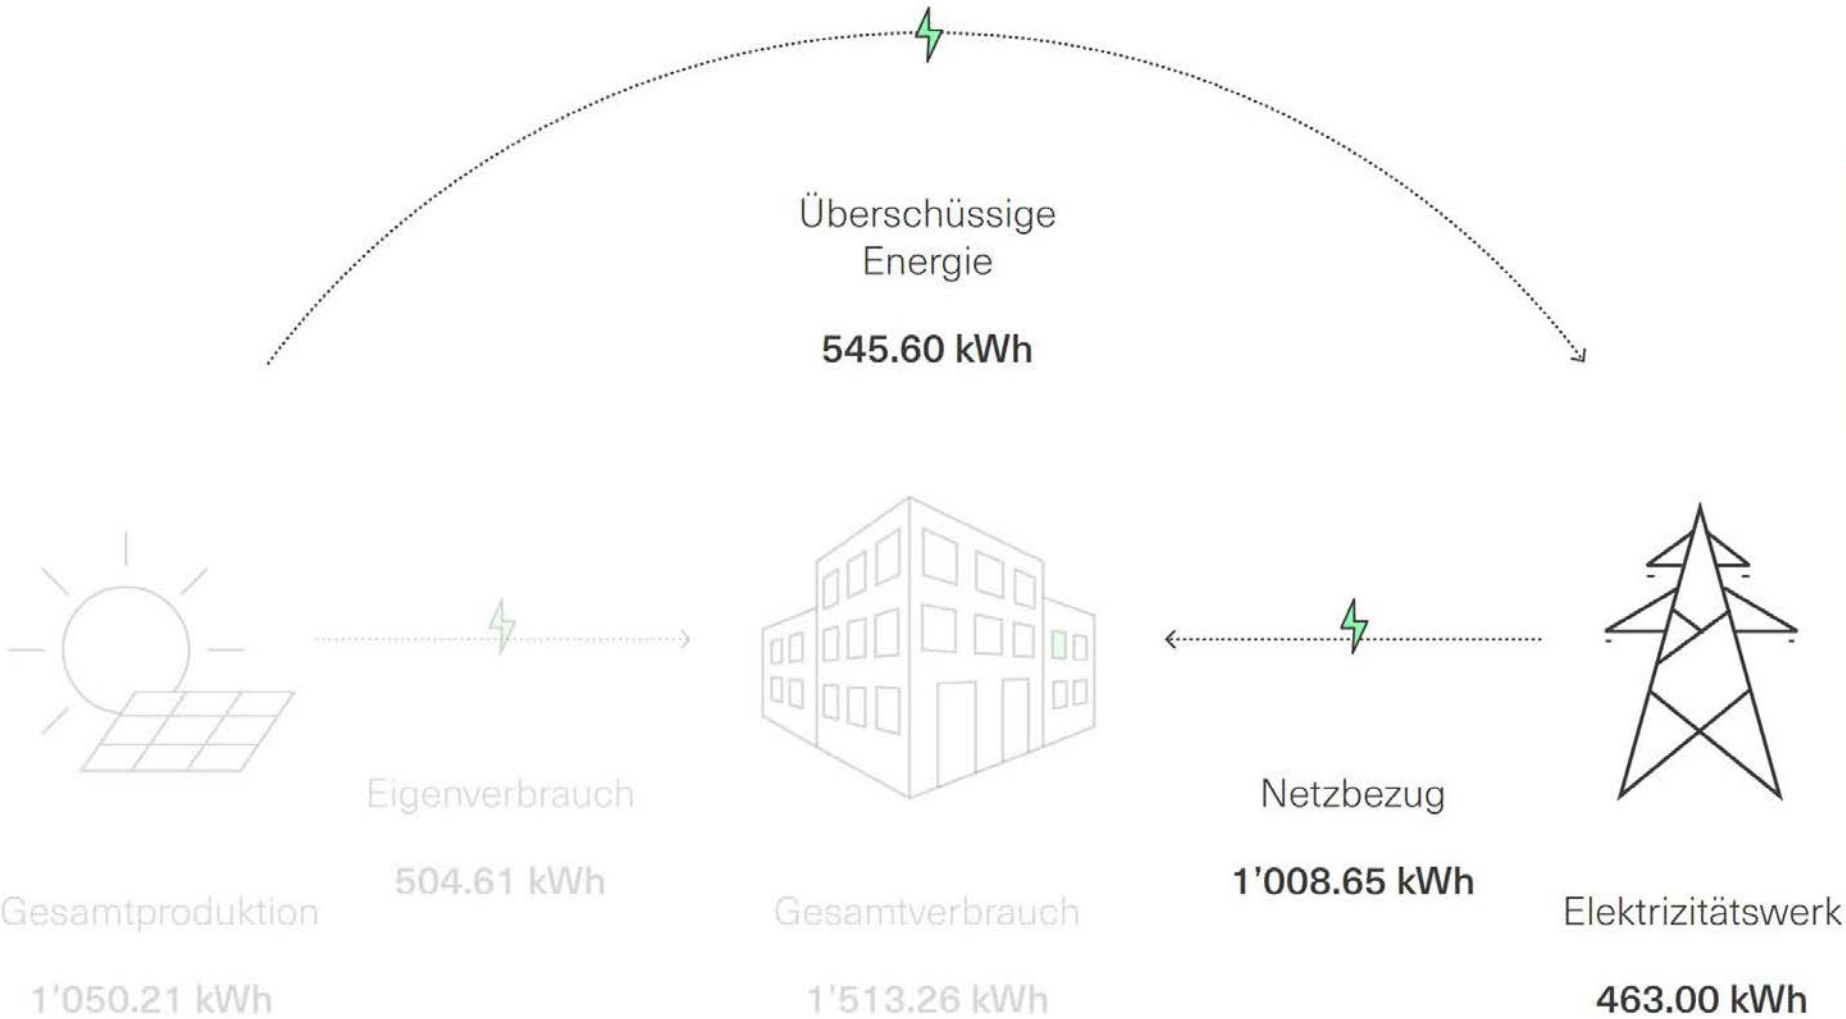 Überschüssige
Energie
545.60 kWh
Eigenverbrauch
504.61 kWh
Netzbezug
1'008.65 kWh
Gesamtproduktion
1'050.21 kWh
Gesamtverbrauch
1'513.26 kWh
Elektrizitätswerk
463.00 kWh